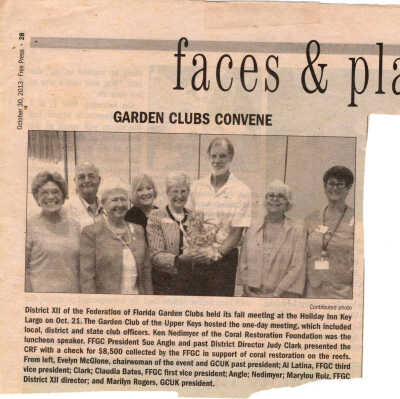 October 30, 2013 · Free Press · 28
faces & pla
GARDEN CLUBS CONVENE
Contributed photo
District XII of the Federation of Florida Garden Clubs held its fall meeting at the Holiday Inn Key
Largo on Oct. 21. The Garden Club of the Upper Keys hosted the one-day meeting, which included
local, district and state club officers. Ken Nedimyer of the Coral Restoration Foundation was the
luncheon speaker. FFGC President Sue Angle and past District Director Judy Clark presented the
CRF with a check for $8,500 collected by the FFGC in support of coral restoration on the reefs.
From left, Evelyn McGlone, chairwoman of the event and GCUK past president; Al Latina, FFGC third
vice president; Clark; Claudia Bates, FFGC first vice president; Angle; Nedimyer; Marylou Ruiz, FFGC
District XII director; and Marilyn Rogers, GCUK president.